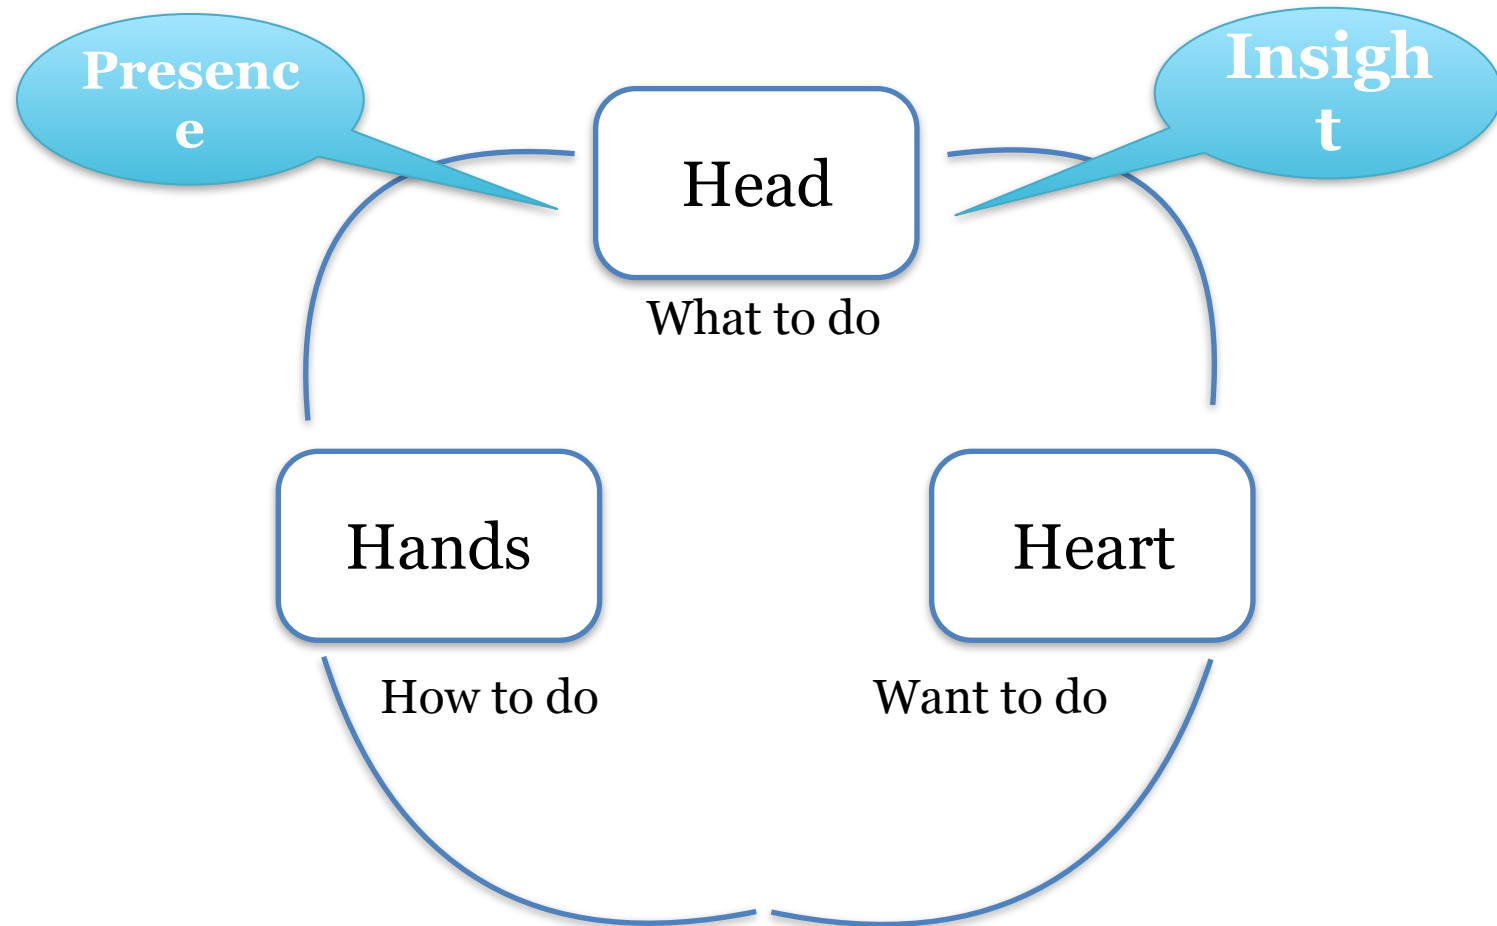 Presenc
e
Insigh
t
Head
What to do
Hands
Heart
How to do
Want to do